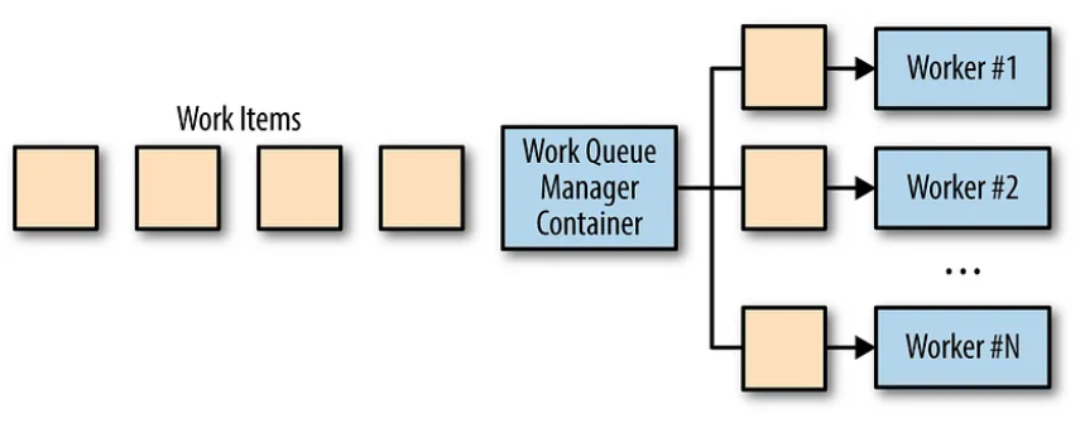 Work Items
Work Queue
Manager
Container
Worker #1
Worker #2
...
Worker #N